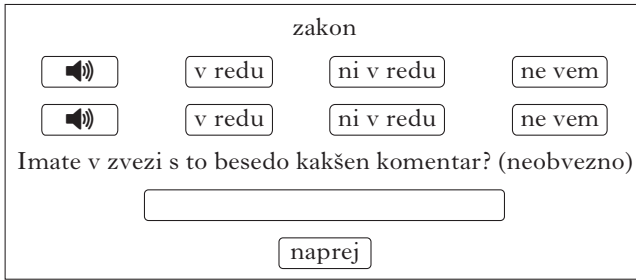 zakon
v redu ni v redu ne vem
v redu ni v redu ne vem
Imate v zvezi s to besedo kakšen komentar? (neobvezno)
naprej